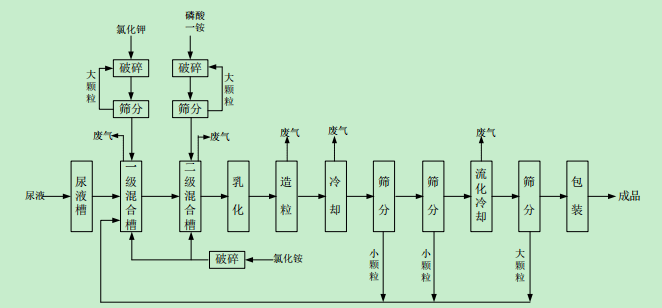 磷酸
一铵
氯化钾
破碎
破碎
大颗粒
大颗粒
筛分
筛分
废气
废气
废气
废气
废气
尿液
尿液槽
一级混合槽
二级混合槽
乳化
造粒
冷却
筛分
筛分
流化冷却
筛分
包装
成品
小颗粒
小颗粒
大颗粒
破碎
氯化铵